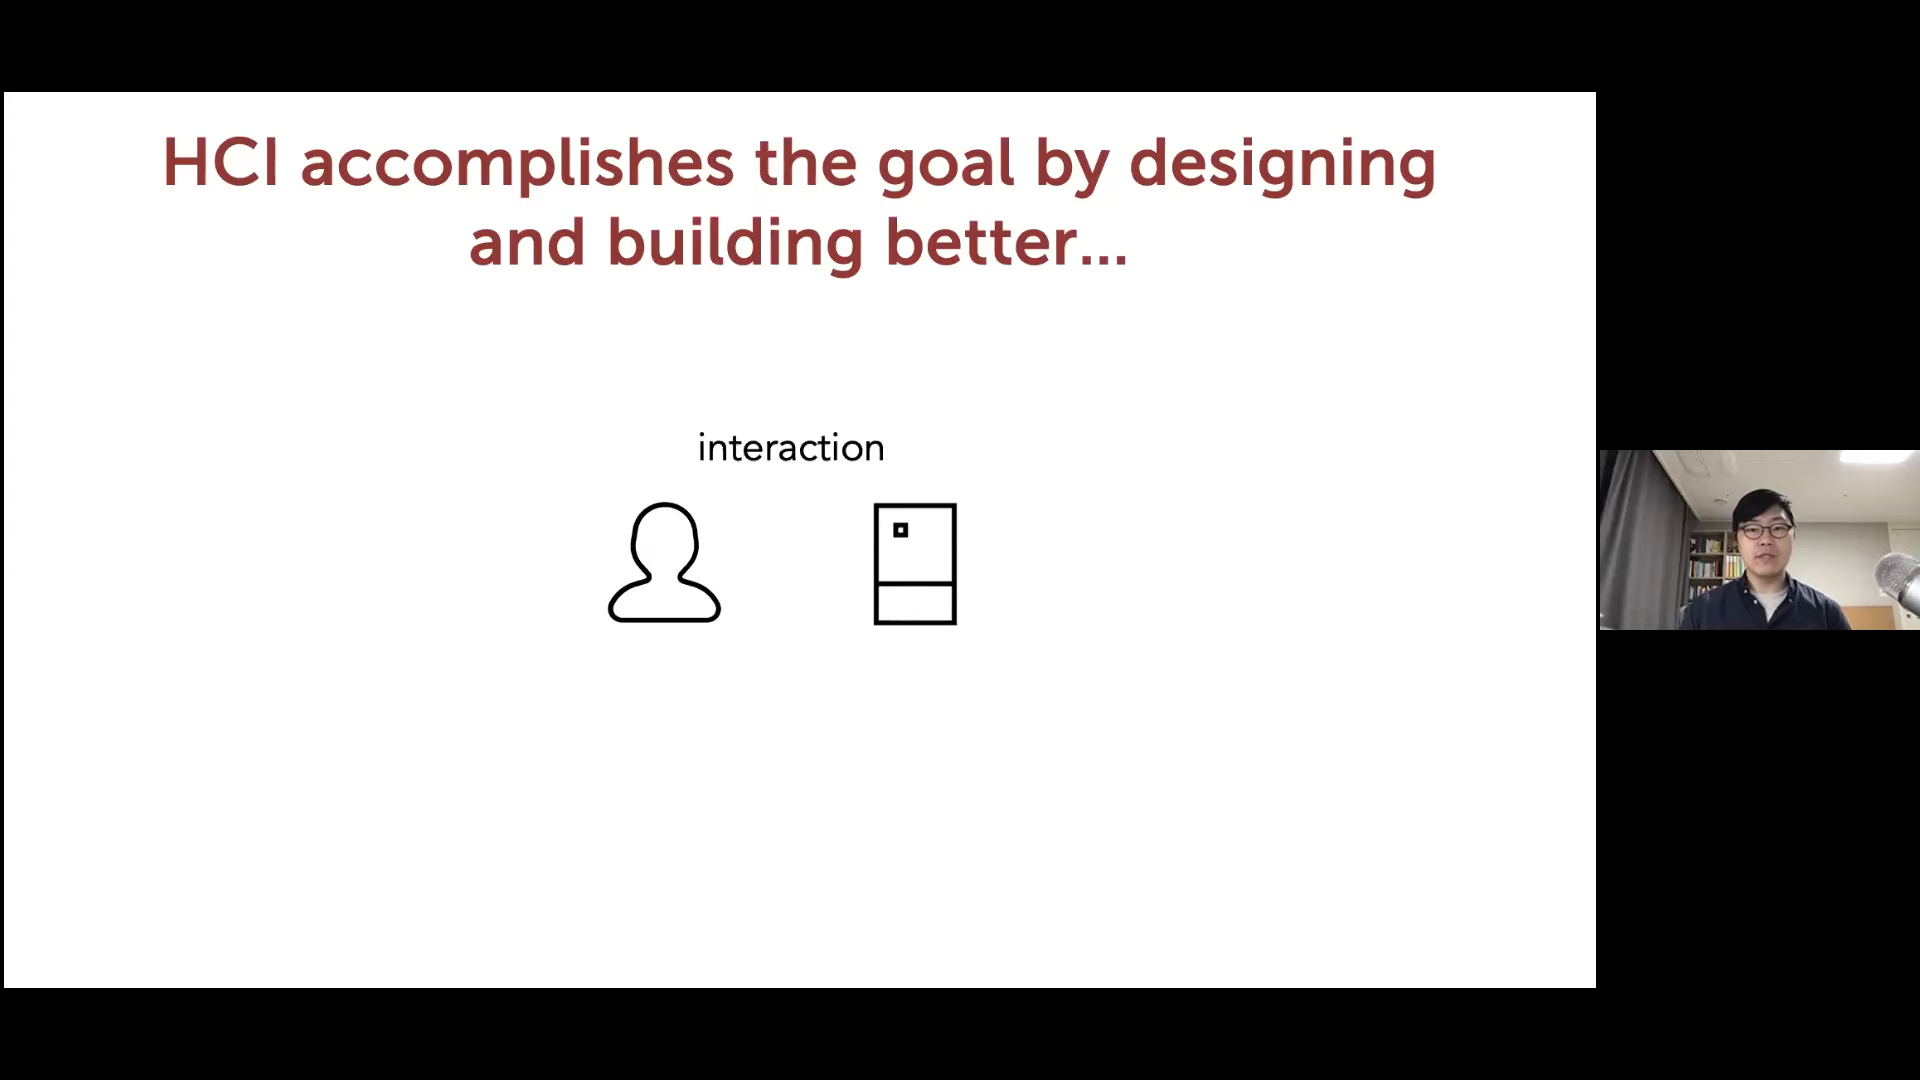 HCI accomplishes the goal by designing
and building better...
interaction